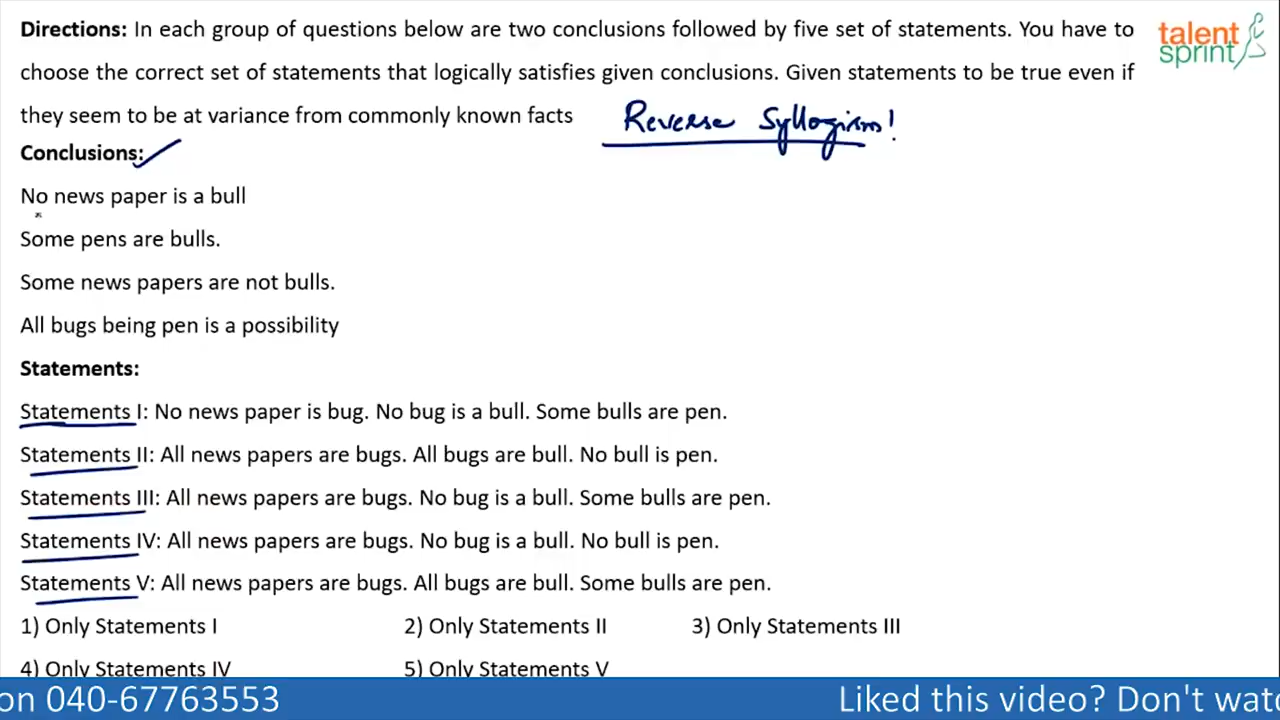 Directions: In each group of questions below are two conclusions followed by five set of statements. You have to
talent
sprint
choose the correct set of statements that logically satisfies given conclusions. Given statements to be true even if
they seem to be at variance from commonly known facts
Reverse Syllogism!
Conclusions:
No news paper is a bull
Some pens are bulls.
Some news papers are not bulls.
All bugs being pen is a possibility
Statements:
Statements I: No news paper is bug. No bug is a bull. Some bulls are pen.
Statements II: All news papers are bugs. All bugs are bull. No bull is pen.
Statements III: All news papers are bugs. No bug is a bull. Some bulls are pen.
Statements IV: All news papers are bugs. No bug is a bull. No bull is pen.
Statements V: All news papers are bugs. All bugs are bull. Some bulls are pen.
1) Only Statements I 2) Only Statements II 3) Only Statements III
4) Only Statements IV 5) Only Statements V
on 040-67763553 Liked this video? Don't watc